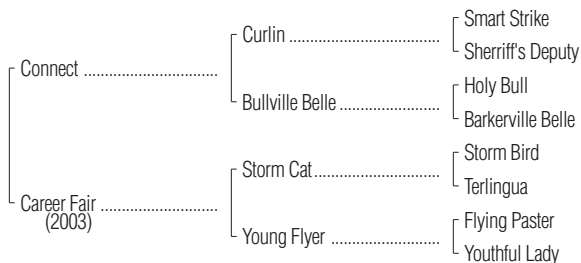 Smart Strike
Curlin ..........................................
Sherriff's Deputy
Connect .....................................
Holy Bull
Bullville Belle .............................
Barkerville Belle
Storm Bird
Storm Cat...................................
Terlingua
Career Fair ................................
(2003)
Flying Paster
Young Flyer ...............................
Youthful Lady